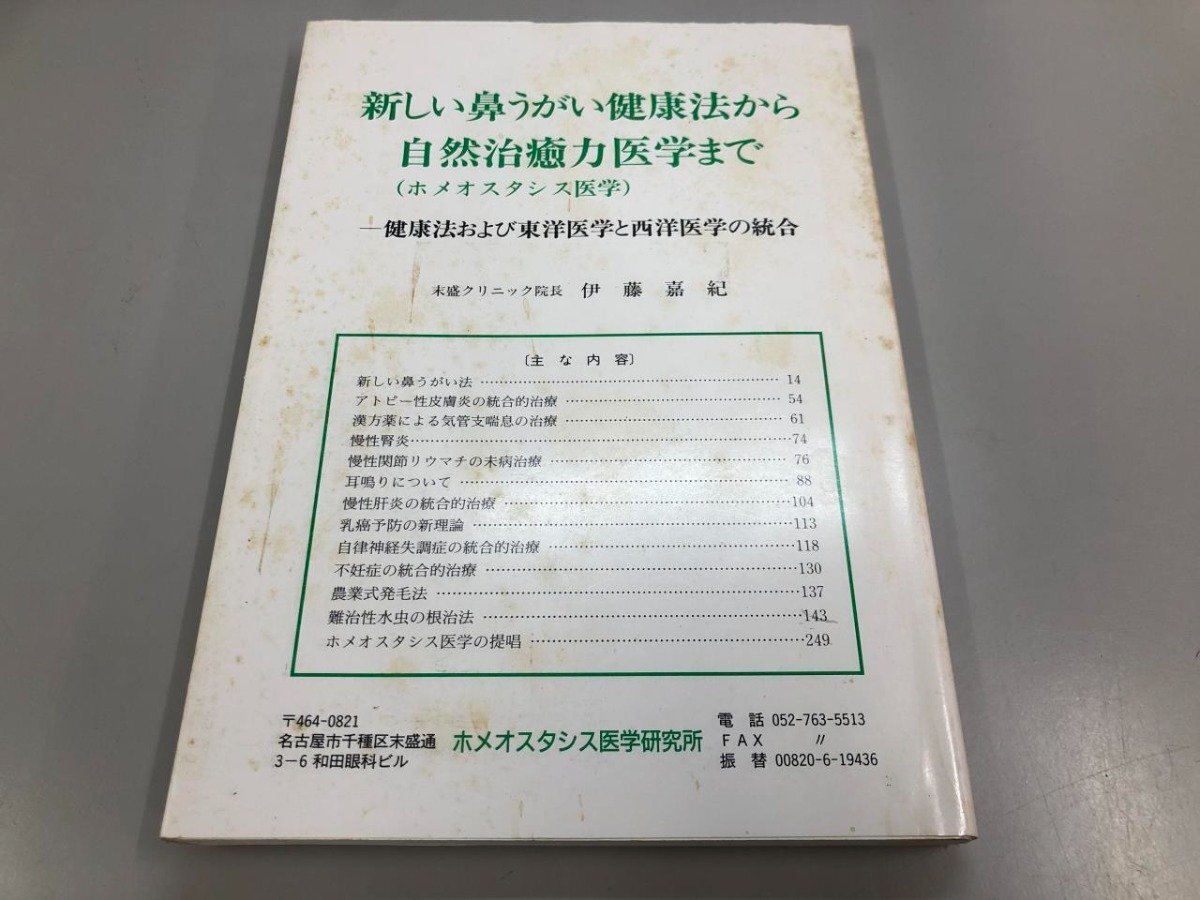 新しい鼻うがい健康法から
自然治癒力医学まで
(ホメオスタシス医学)
―健康法および東洋医学と西洋医学の統合
末盛クリニック院長 伊藤嘉紀
〔主な内容〕
新しい鼻うがい法 …… 14
アトピー性皮膚炎の統合的治療 …… 54
漢方薬による気管支喘息の治療 …… 61
慢性腎炎 …… 74
慢性関節リウマチの未病治療 …… 76
耳鳴りについて …… 88
慢性肝炎の統合的治療 …… 104
乳癌予防の新理論 …… 113
自律神経失調症の統合的治療 …… 118
不妊症の統合的治療 …… 130
農業式発毛法 …… 137
難治性水虫の根治法 …… 143
ホメオスタシス医学の提唱 …… 249
〒464-0821
名古屋市千種区末盛通
3-6 和田眼科ビル
ホメオスタシス医学研究所
電話 052-763-5513
FAX 〃
振替 00820-6-19436